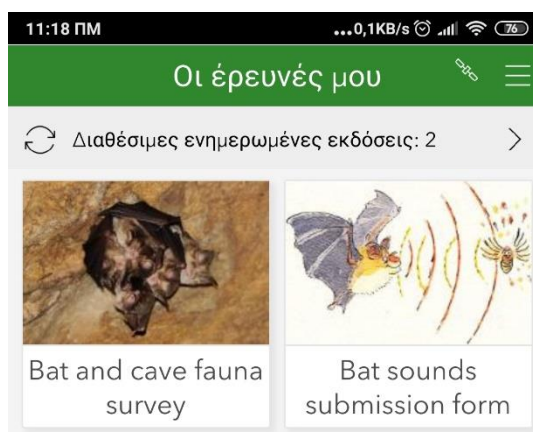 11:18 ΠΜ ...0,1KB/s 76
Οι έρευνές μου
Διαθέσιμες ενημερωμένες εκδόσεις: 2
Bat and cave fauna survey
Bat sounds submission form